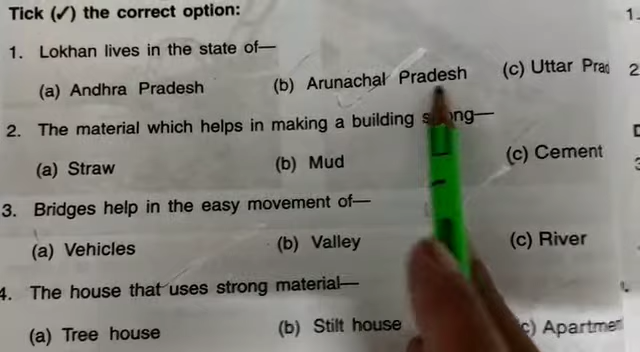 Tick (✓) the correct option:
1. Lokhan lives in the state of—
(a) Andhra Pradesh (b) Arunachal Pradesh (c) Uttar
2. The material which helps in making a building
(a) Straw (b) Mud (c) Cement
3. Bridges help in the easy movement of—
(a) Vehicles (b) Valley (c) River
4. The house that uses strong material—
(a) Tree house (b) Stilt house